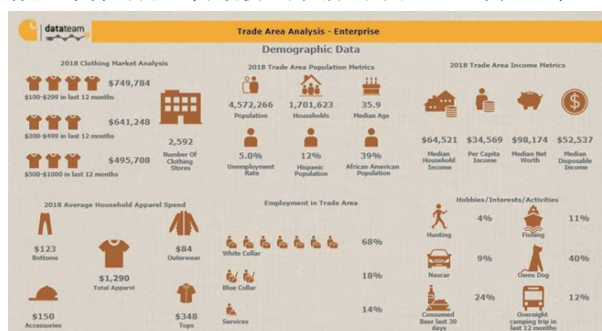 datateam
Trade Area Analysis - Enterprise
Demographic Data
2018 Clothing Market Analysis
$749,784
$100-$299 in last 12 months
$641,248
$300-$499 in last 12 months
$495,708
$500-$1000 in last 12 months
2,592
Number Of
Clothing
Stores
2018 Trade Area Population Metrics
4,572,266
Population
1,701,623
Households
35.9
Median Age
5.0%
Unemployment
Rate
12%
Hispanic
Population
39%
African American
Population
2018 Trade Area Income Metrics
$64,521
Median
Household
Income
$34,569
Per Capita
Income
$98,174
Median Net
Worth
$52,537
Median
Disposable
Income
2018 Average Household Apparel Spend
$123
Bottoms
$84
Outerwear
$1,290
Total Apparel
$150
Accessories
$348
Tops
Employment in Trade Area
68%
White Collar
18%
Blue Collar
14%
Services
Hobbies/Interests/Activities
4%
Hunting
11%
Fishing
9%
Nascar
40%
Owns Dog
24%
Consumed
Beer last 30
days
12%
Overnight
camping trip in
last 12 months